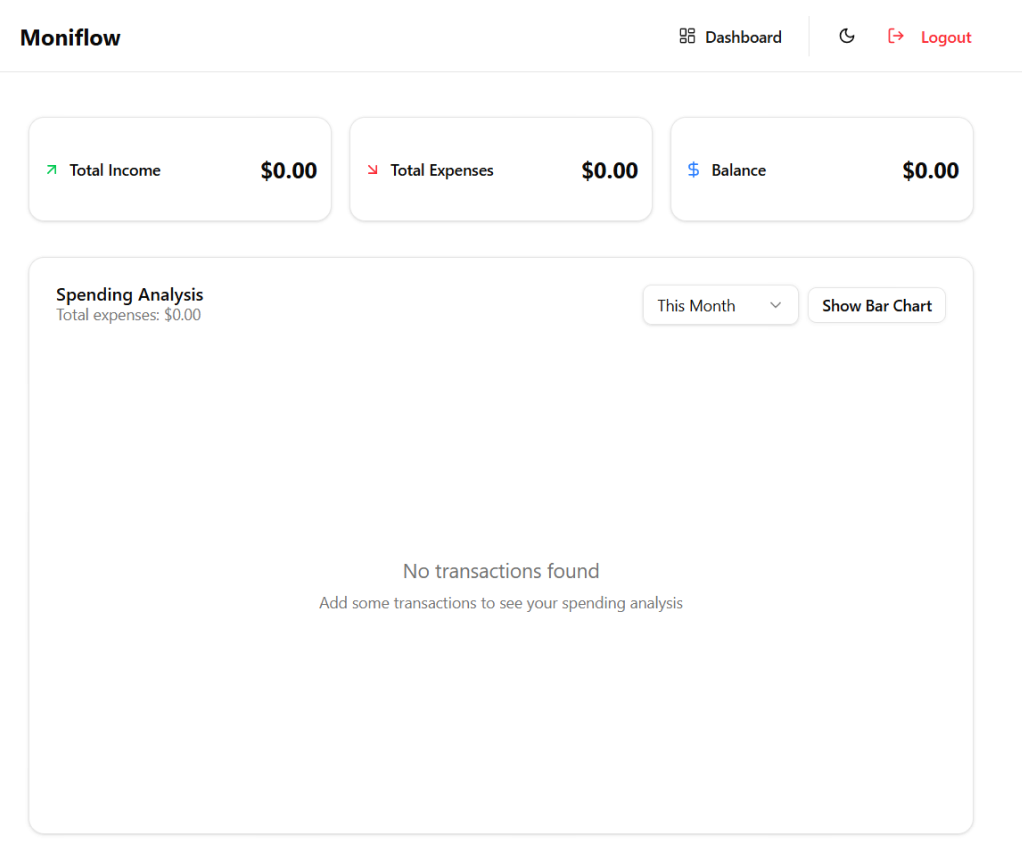 Moniflow
Dashboard
Logout
Total Income
$0.00
Total Expenses
$0.00
$ Balance
$0.00
Spending Analysis
Total expenses: $0.00
This Month
Show Bar Chart
No transactions found
Add some transactions to see your spending analysis